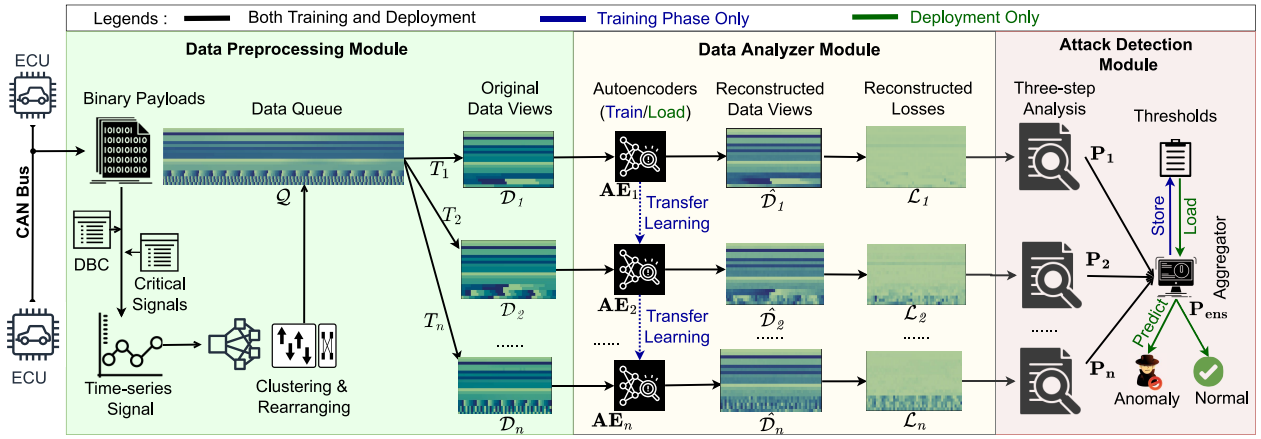 Legends :
Both Training and Deployment
Training Phase Only
Deployment Only
ECU
CAN Bus
ECU
Data Preprocessing Module
Binary Payloads
Data Queue
Original
Data Views
DBC
Critical
Signals
Time-series
Signal
Clustering &
Rearranging
𝒬
T₁
T₂
Tₙ
𝒟₁
𝒟₂
......
𝒟ₙ
Data Analyzer Module
Autoencoders
(Train/Load)
Reconstructed
Data Views
Reconstructed
Losses
AE₁
𝒟̂₁
ℒ₁
Transfer
Learning
AE₂
𝒟̂₂
ℒ₂
Transfer
Learning
......
......
......
AEₙ
𝒟̂ₙ
ℒₙ
Attack Detection
Module
Three-step
Analysis
Thresholds
P₁
Store
Load
P₂
Aggregator
Pₑₙₛ
......
Predict
Pₙ
Anomaly
Normal